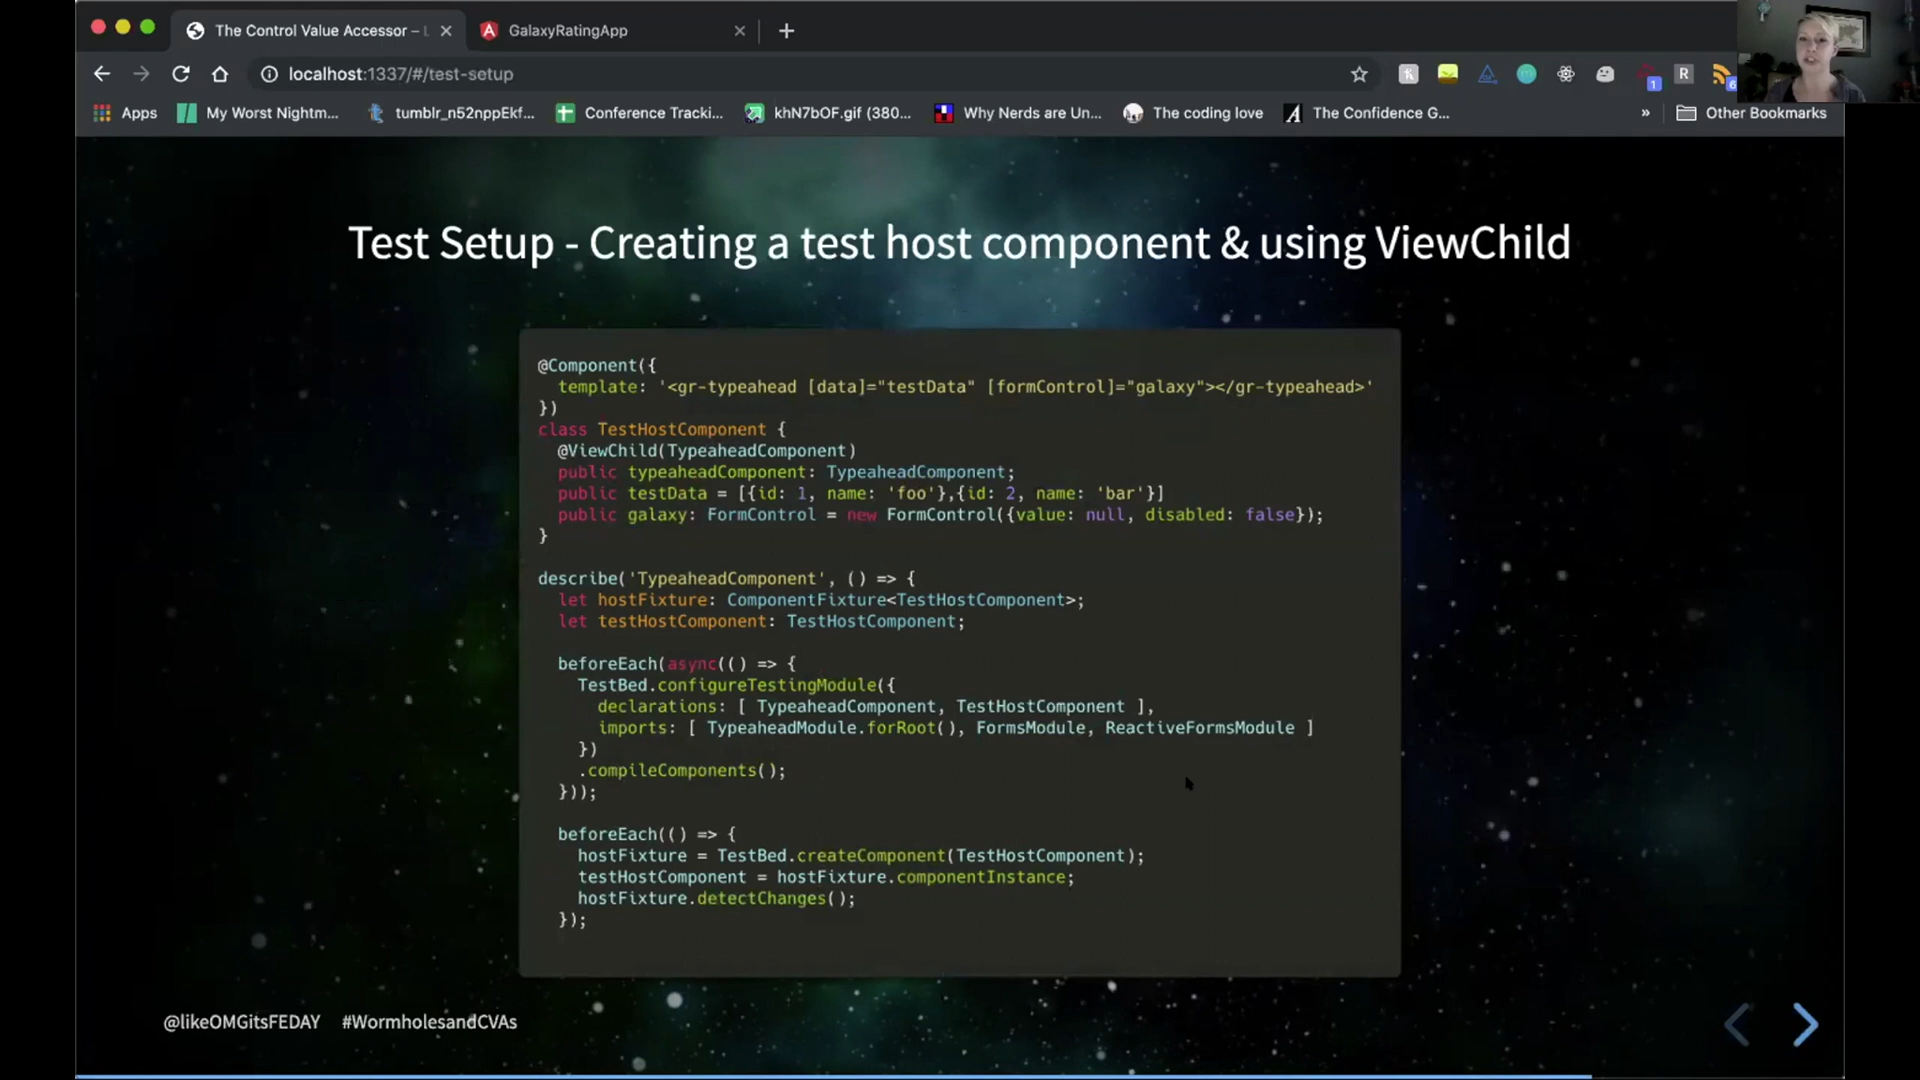 The Control Value Accessor – L
GalaxyRatingApp
localhost:1337/#/test-setup
1
R
6
Apps
My Worst Nightm...
tumblr_n52nppEkf...
Conference Tracki...
khN7bOF.gif (380...
Why Nerds are Un...
The coding love
The Confidence G...
»
Other Bookmarks
Test Setup - Creating a test host component & using ViewChild
@Component({
  template: '<gr-typeahead [data]="testData" [formControl]="galaxy"></gr-typeahead>'
})
class TestHostComponent {
  @ViewChild(TypeaheadComponent)
  public typeaheadComponent: TypeaheadComponent;
  public testData = [{id: 1, name: 'foo'},{id: 2, name: 'bar'}]
  public galaxy: FormControl = new FormControl({value: null, disabled: false});
}
describe('TypeaheadComponent', () => {
  let hostFixture: ComponentFixture<TestHostComponent>;
  let testHostComponent: TestHostComponent;
  beforeEach(async(() => {
    TestBed.configureTestingModule({
      declarations: [ TypeaheadComponent, TestHostComponent ],
      imports: [ TypeaheadModule.forRoot(), FormsModule, ReactiveFormsModule ]
    })
    .compileComponents();
  }));
  beforeEach(() => {
    hostFixture = TestBed.createComponent(TestHostComponent);
    testHostComponent = hostFixture.componentInstance;
    hostFixture.detectChanges();
  });
@likeOMGitsFEDAY #WormholesandCVAs